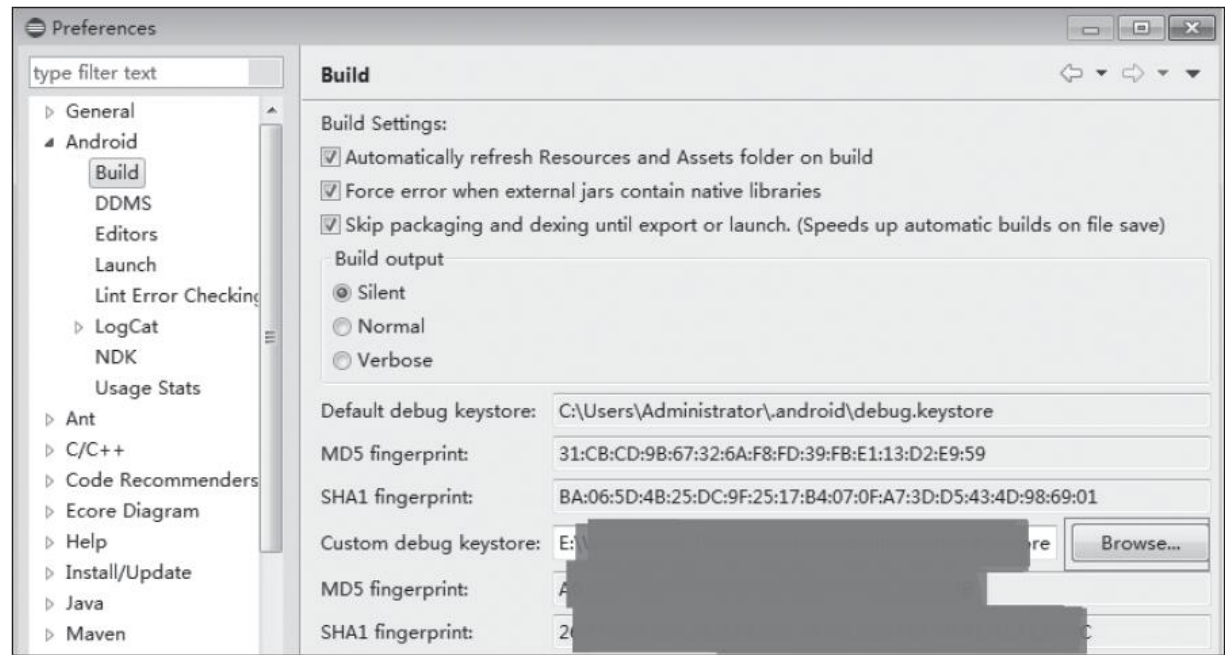 Preferences
type filter text
General
Android
Build
DDMS
Editors
Launch
Lint Error Checking
LogCat
NDK
Usage Stats
Ant
C/C++
Code Recommenders
Ecore Diagram
Help
Install/Update
Java
Maven
Build
Build Settings:
Automatically refresh Resources and Assets folder on build
Force error when external jars contain native libraries
Skip packaging and dexing until export or launch. (Speeds up automatic builds on file save)
Build output
Silent
Normal
Verbose
Default debug keystore: C:\Users\Administrator\.android\debug.keystore
MD5 fingerprint: 31:CB:CD:9B:67:32:6A:F8:FD:39:FB:E1:13:D2:E9:59
SHA1 fingerprint: BA:06:5D:4B:25:DC:9F:25:17:B4:07:0F:A7:3D:D5:43:4D:98:69:01
Custom debug keystore: E:\ re Browse...
MD5 fingerprint:
SHA1 fingerprint: 26